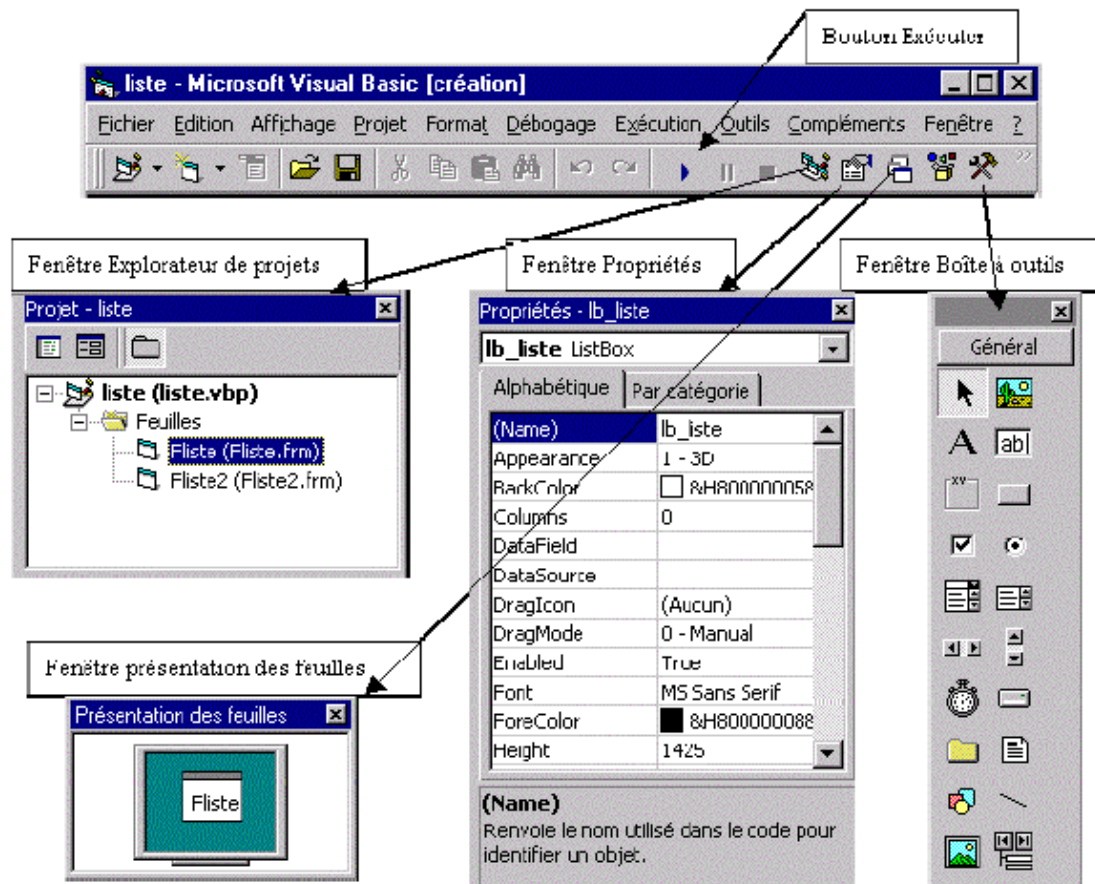 Bouton Exécuter
liste - Microsoft Visual Basic [création]
Fichier Edition Affichage Projet Format Débogage Exécution Outils Compléments Fenêtre ?
Fenêtre Explorateur de projets
Fenêtre Propriétés
Fenêtre Boîte à outils
Projet - liste
liste (liste.vbp)
Feuilles
Fliste (Fliste.frm)
Fliste2 (Fliste2.frm)
Propriétés - lb_liste
lb_liste ListBox
Alphabétique Par catégorie
(Name) lb_liste
Appearance 1 - 3D
BackColor &H800000058
Columns 0
DataField
DataSource
DragIcon (Aucun)
DragMode 0 - Manual
Enabled True
Font MS Sans Serif
ForeColor &H800000088
Height 1425
(Name)
Renvoie le nom utilisé dans le code pour
identifier un objet.
Général
A ab
xv
Fenêtre présentation des feuilles
Présentation des feuilles
Fliste